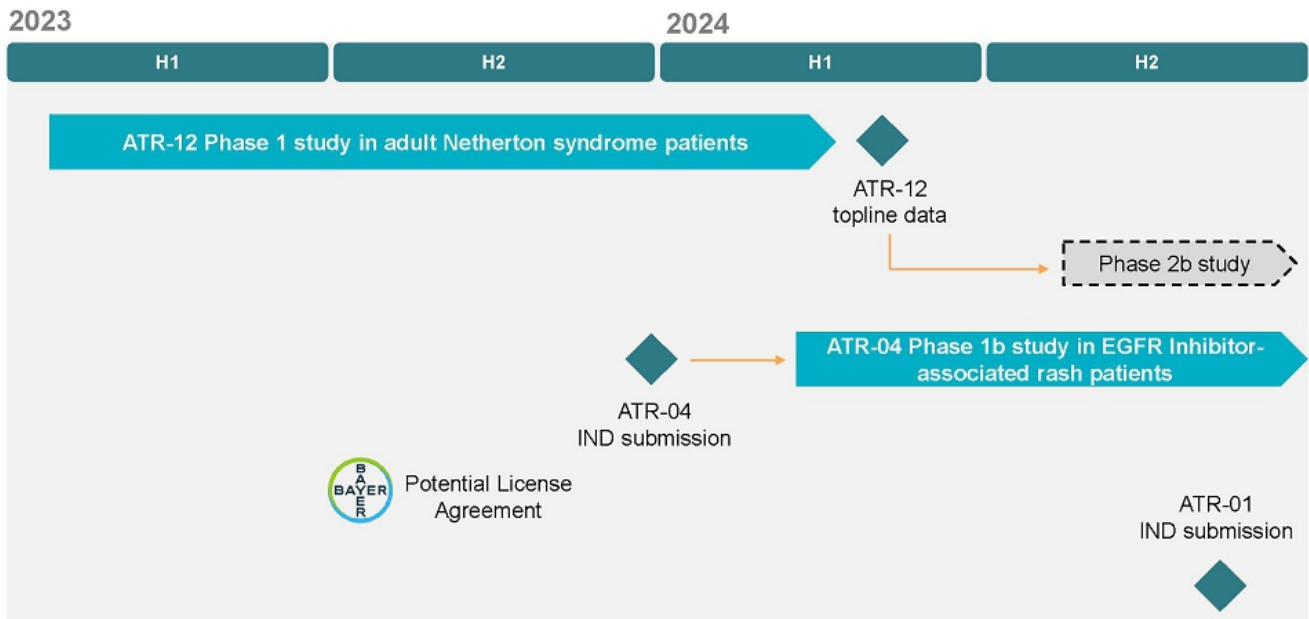 2023
2024
H1
H2
H1
H2
ATR-12 Phase 1 study in adult Netherton syndrome patients
ATR-12
topline data
Phase 2b study
ATR-04 Phase 1b study in EGFR Inhibitor-
associated rash patients
ATR-04
IND submission
BAYER
BAYER
Potential License
Agreement
ATR-01
IND submission